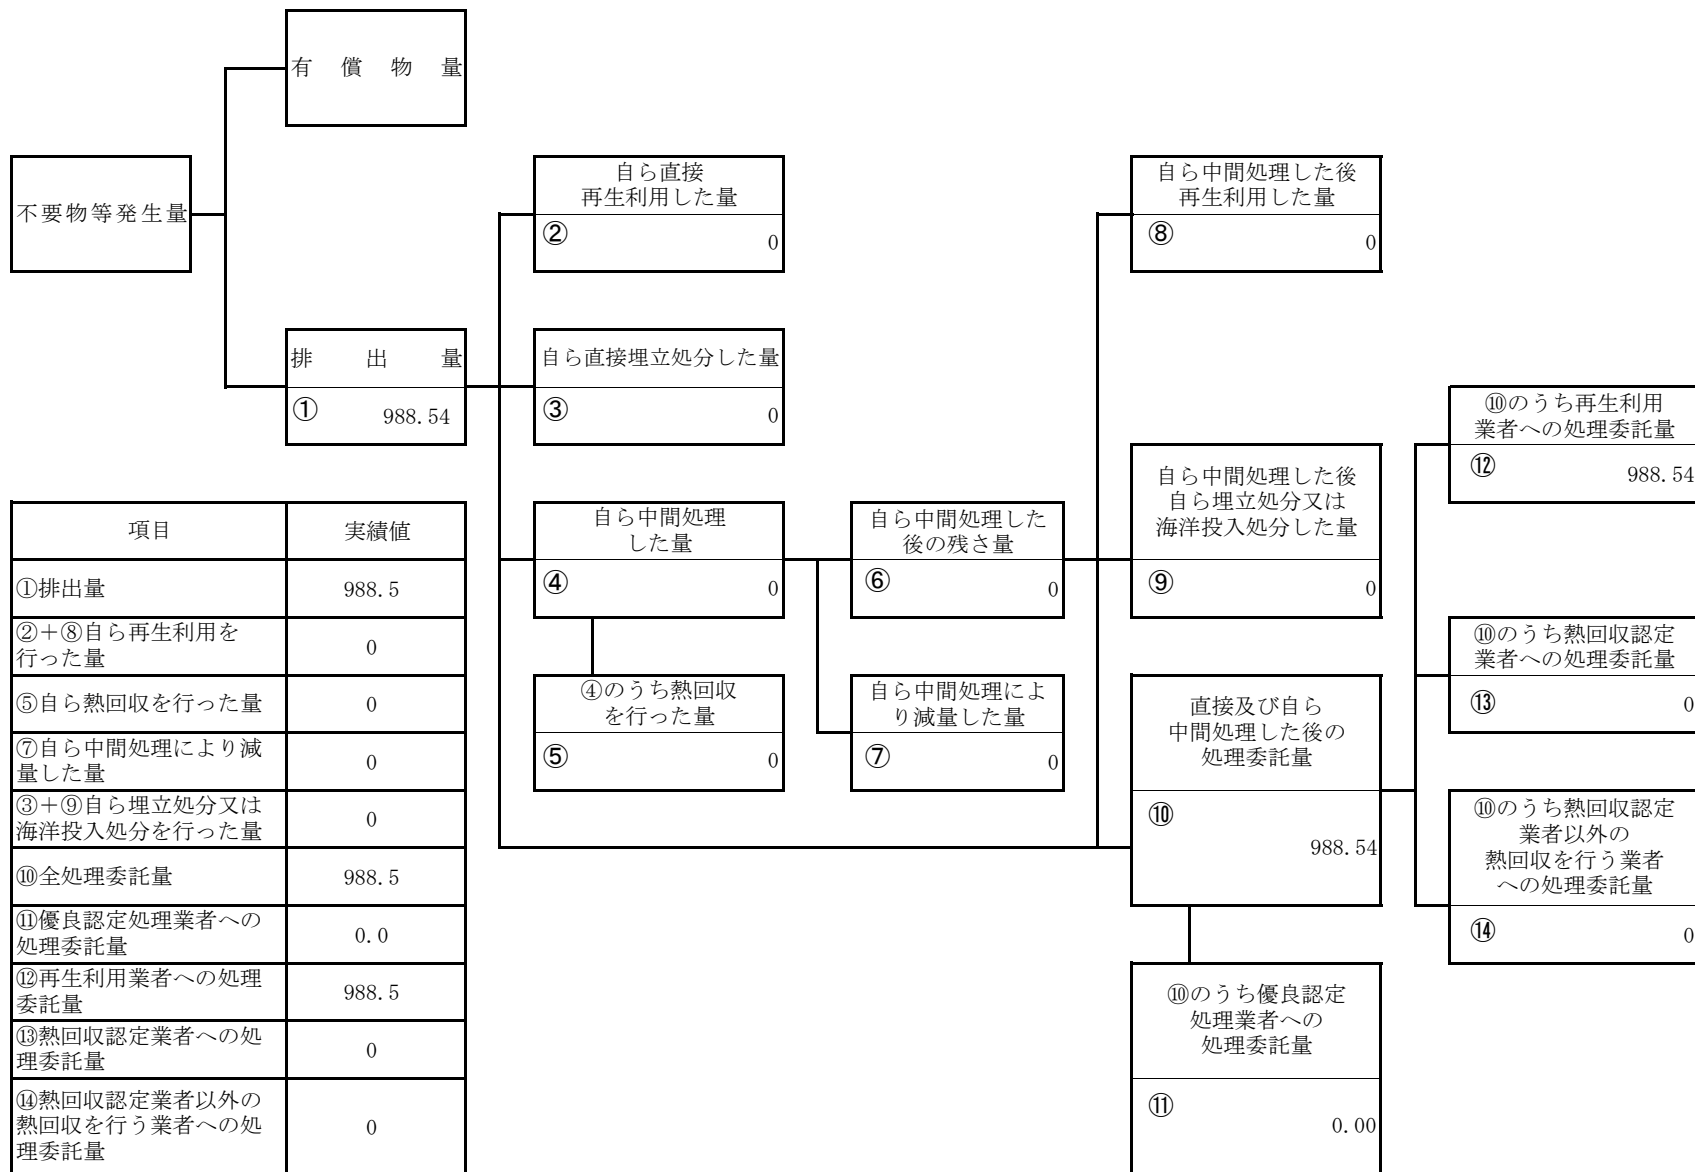 有償物量
不要物等発生量
排出量
① 988.54
自ら直接
再生利用した量
② 0
自ら直接埋立処分した量
③ 0
自ら中間処理
した量
④ 0
④のうち熱回収
を行った量
⑤ 0
自ら中間処理した
後の残さ量
⑥ 0
自ら中間処理によ
り減量した量
⑦ 0
自ら中間処理した後
再生利用した量
⑧ 0
自ら中間処理した後
自ら埋立処分又は
海洋投入処分した量
⑨ 0
直接及び自ら
中間処理した後の
処理委託量
⑩
988.54
⑩のうち優良認定
処理業者への
処理委託量
⑪
0.00
⑩のうち再生利用
業者への処理委託量
⑫ 988.54
⑩のうち熱回収認定
業者への処理委託量
⑬ 0
⑩のうち熱回収認定
業者以外の
熱回収を行う業者
への処理委託量
⑭ 0
項目 実績値
①排出量 988.5
②+⑧自ら再生利用を
行った量 0
⑤自ら熱回収を行った量 0
⑦自ら中間処理により減
量した量 0
③+⑨自ら埋立処分又は
海洋投入処分を行った量 0
⑩全処理委託量 988.5
⑪優良認定処理業者への
処理委託量 0.0
⑫再生利用業者への処理
委託量 988.5
⑬熱回収認定業者への処
理委託量 0
⑭熱回収認定業者以外の
熱回収を行う業者への処 0
理委託量